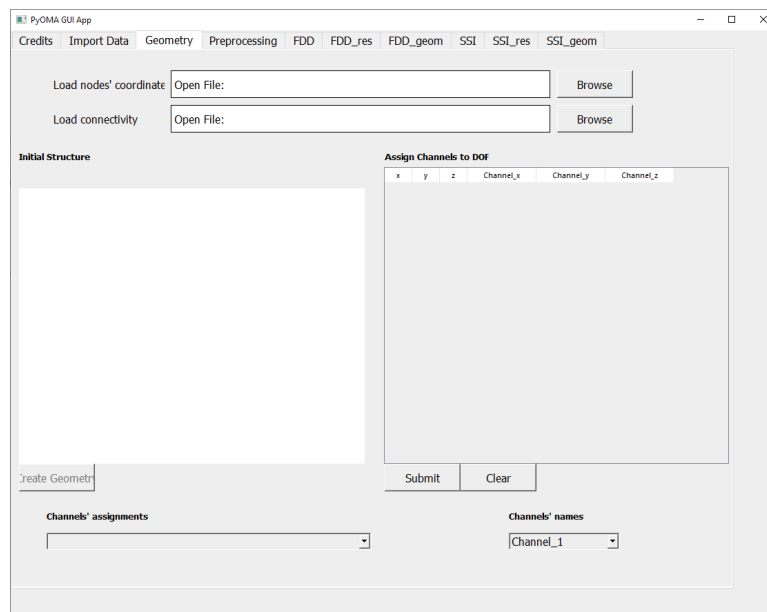 PyOMA GUI App
Credits Import Data Geometry Preprocessing FDD FDD_res FDD_geom SSI SSI_res SSI_geom
Load nodes' coordinate Open File: Browse
Load connectivity Open File: Browse
Initial Structure Assign Channels to DOF
x y z Channel_x Channel_y Channel_z
Create Geometry Submit Clear
Channels' assignments Channels' names
Channel_1